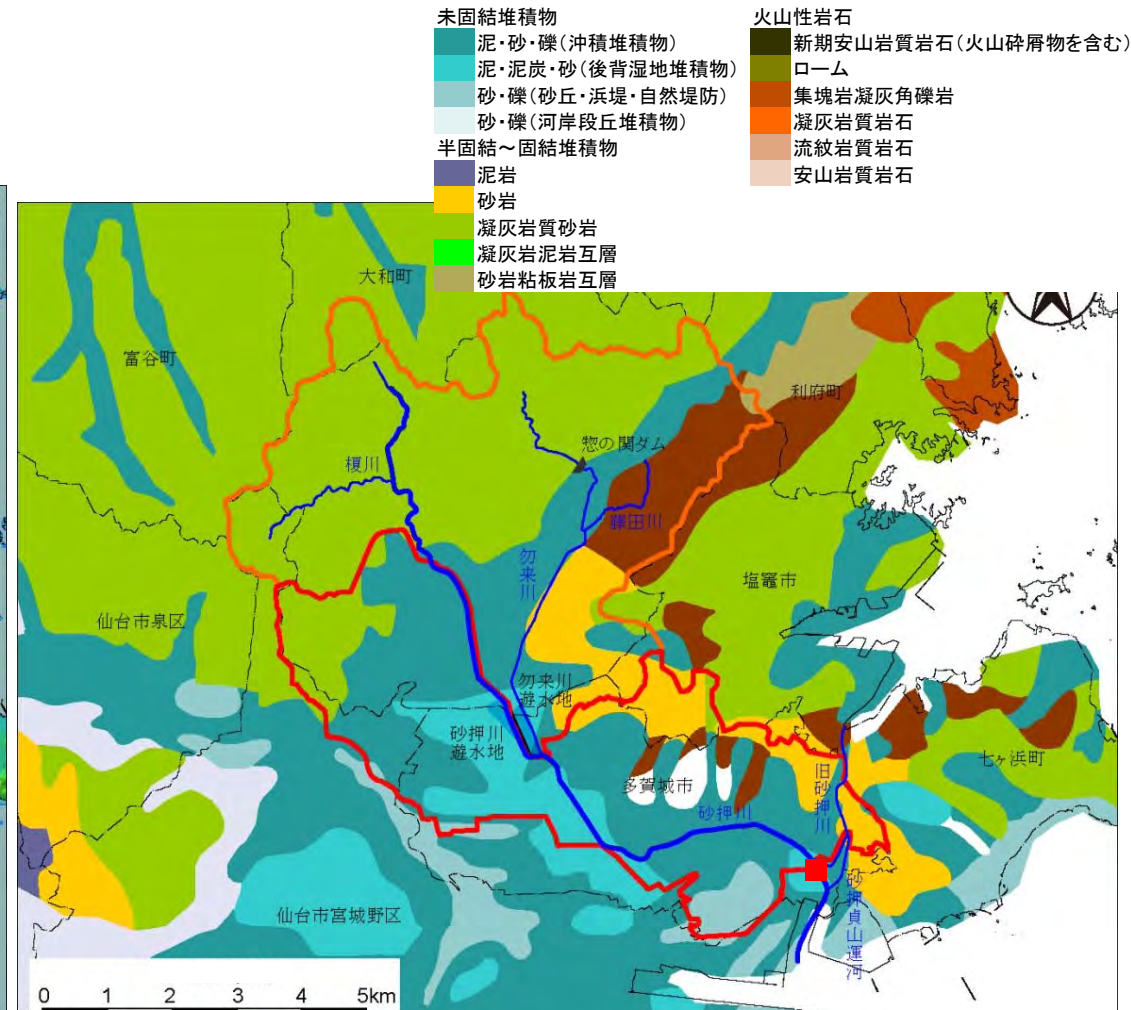 未固結堆積物
泥・砂・礫(沖積堆積物)
泥・泥炭・砂(後背湿地堆積物)
砂・礫(砂丘・浜堤・自然堤防)
砂・礫(河岸段丘堆積物)
半固結～固結堆積物
泥岩
砂岩
凝灰岩質砂岩
凝灰岩泥岩互層
砂岩粘板岩互層
火山性岩石
新期安山岩質岩石(火山砕屑物を含む)
ローム
集塊岩凝灰角礫岩
凝灰岩質岩石
流紋岩質岩石
安山岩質岩石
大和町
富谷町
利府町
惣の関ダム
榎川
藤田川
勿来川
塩竈市
仙台市泉区
勿来川
遊水地
砂押川
遊水地
多賀城市
旧砂押川
七ヶ浜町
砂押川
砂押貞山運河
仙台市宮城野区
0 1 2 3 4 5km